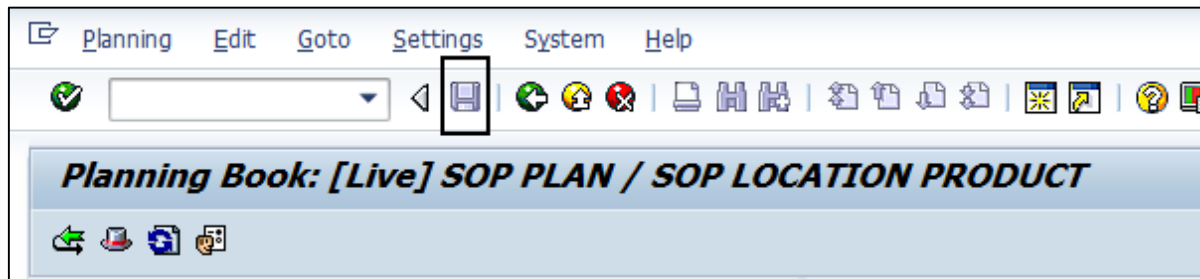 Planning Edit Goto Settings System Help
Planning Book: [Live] SOP PLAN / SOP LOCATION PRODUCT